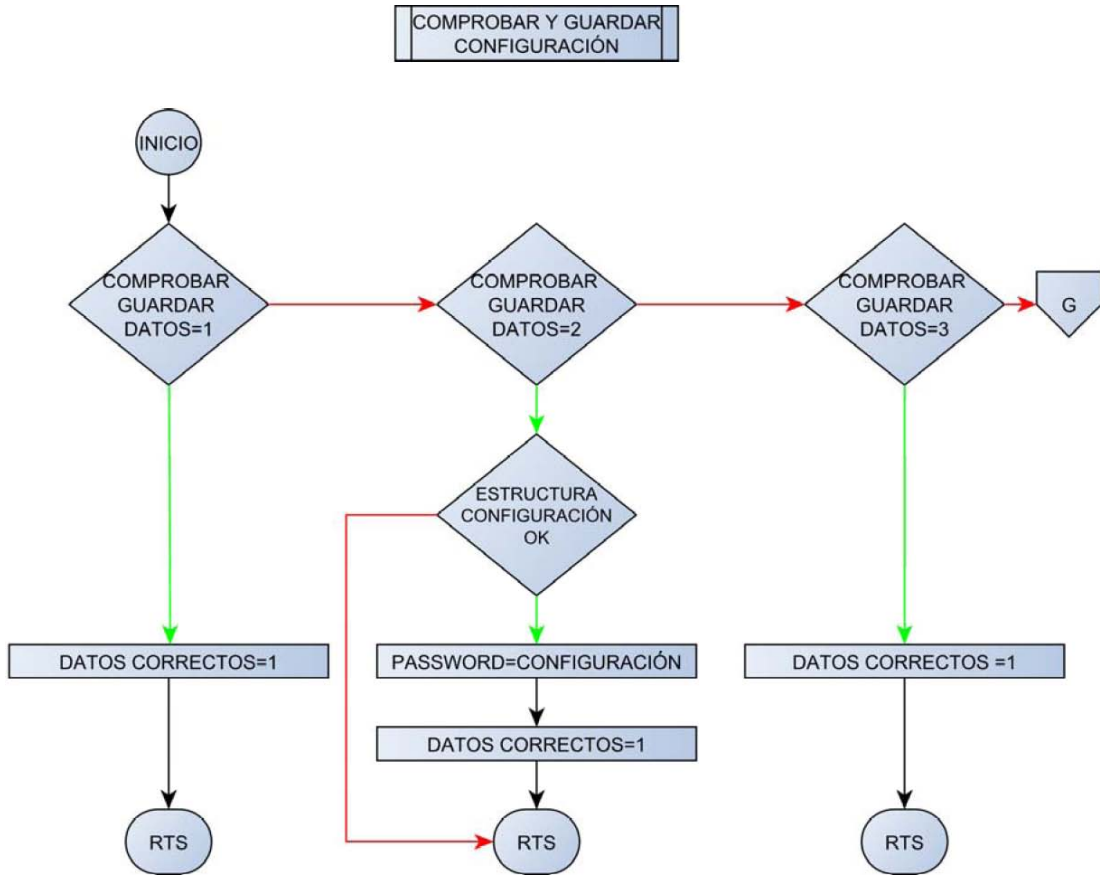 COMPROBAR Y GUARDAR
CONFIGURACIÓN
INICIO
COMPROBAR
GUARDAR
DATOS=1
COMPROBAR
GUARDAR
DATOS=2
COMPROBAR
GUARDAR
DATOS=3
G
ESTRUCTURA
CONFIGURACIÓN
OK
DATOS CORRECTOS=1
PASSWORD=CONFIGURACIÓN
DATOS CORRECTOS =1
DATOS CORRECTOS=1
RTS
RTS
RTS